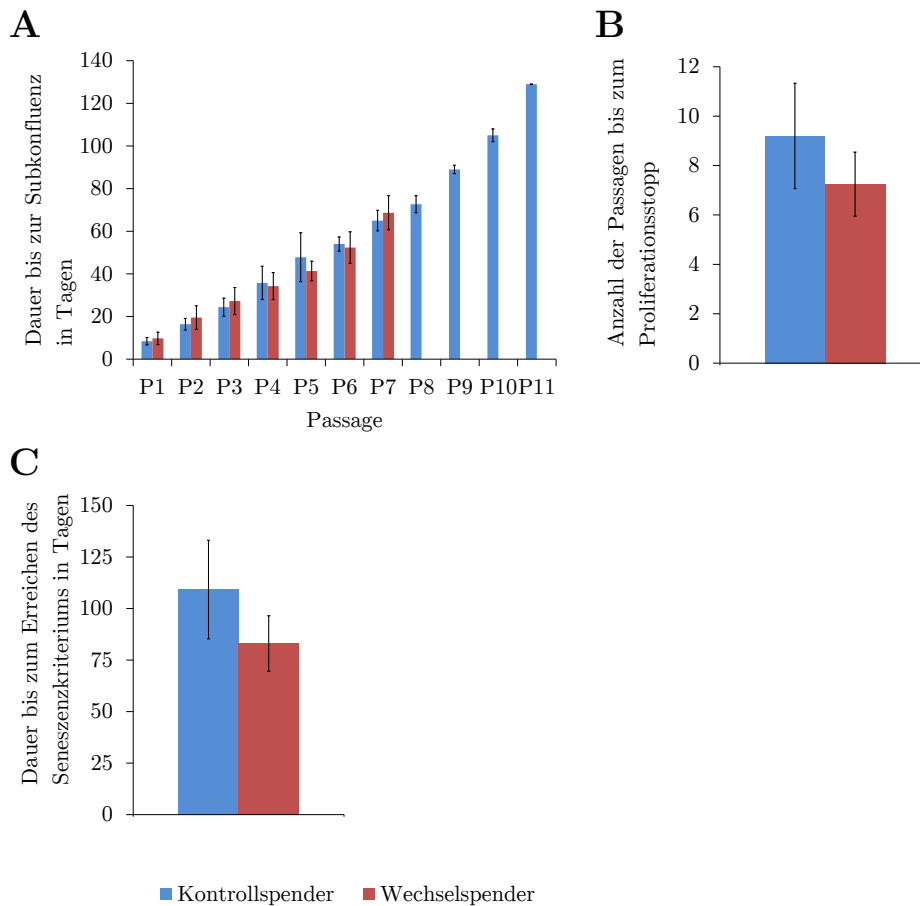 A
Dauer bis zur Subkonfluenz
in Tagen
140
120
100
80
60
40
20
0
P1 P2 P3 P4 P5 P6 P7 P8 P9 P10 P11
Passage
B
Anzahl der Passagen bis zum
Proliferationsstopp
12
10
8
6
4
2
0
C
Dauer bis zum Erreichen des
Seneszenzkriteriums in Tagen
150
125
100
75
50
25
0
Kontrollspender Wechselspender